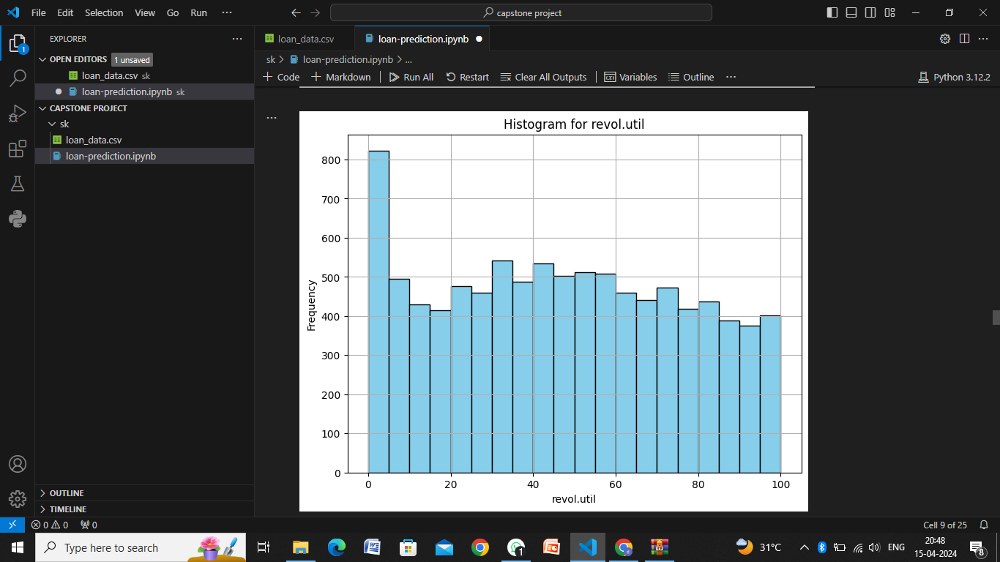 File Edit Selection View Go Run ···
capstone project
EXPLORER
OPEN EDITORS 1 unsaved
loan_data.csv sk
loan-prediction.ipynb sk
CAPSTONE PROJECT
sk
loan_data.csv
loan-prediction.ipynb
OUTLINE
TIMELINE
loan_data.csv
loan-prediction.ipynb
sk > loan-prediction.ipynb > ...
Code Markdown Run All Restart Clear All Outputs Variables Outline ··· Python 3.12.2
Histogram for revol.util
Frequency
800
700
600
500
400
300
200
100
0
0 20 40 60 80 100
revol.util
1
0 0 0
Cell 9 of 25
Type here to search
1
31°C
ENG
20:48
15-04-2024
8